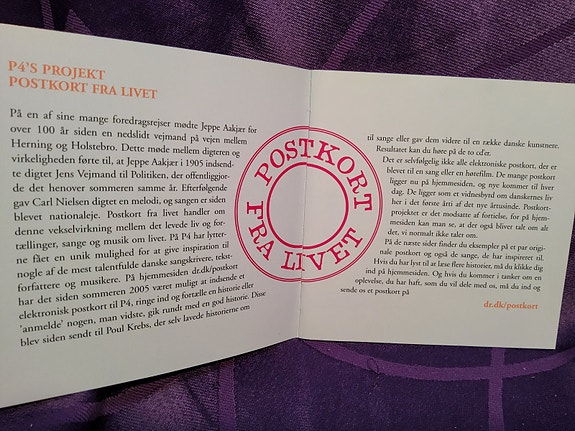 P4'S PROJEKT
POSTKORT FRA LIVET
På en af sine mange foredragsrejser mødte Jeppe Aakjær for
over 100 år siden en nedslidt vejmand på vejen mellem
Herning og Holstebro. Dette møde mellem digteren og
virkeligheden førte til, at Jeppe Aakjær i 1905 indsend-
te digtet Jens Vejmand til Politiken, der offentliggjor-
de det henover sommeren samme år. Efterfølgende
gav Carl Nielsen digtet en melodi, og sangen er siden
blevet nationaleje. Postkort fra livet handler om
denne vekselvirkning mellem det levede liv og for-
tællinger, sange og musik om livet. På P4 har lytter-
ne fået en unik mulighed for at give inspiration til
nogle af de mest talentfulde danske sangskrivere, tekst-
forfattere og musikere. På hjemmesiden dr.dk/postkort
har det siden sommeren 2005 været muligt at indsende et
elektronisk postkort til P4, ringe ind og fortælle en historie eller
'anmelde' nogen, man vidste, gik rundt med en god historie. Disse
blev siden sendt til Poul Krebs, der selv lavede historierne om
POSTKORT
FRA LIVET
til sange eller gav dem videre til en række danske kunstnere.
Resultatet kan du høre på de to cd'er.
Det er selvfølgelig ikke alle elektroniske postkort, der er
blevet til en sang eller en hørefilm. De mange postkort
ligger nu på hjemmesiden, og nye kommer til hver
dag. De ligger som et vidnesbyrd om danskernes liv
her i det første årti af det nye årtusinde. Postkort-
projektet er det modsatte af fortielse, for på hjem-
mesiden kan man se, at der også bliver talt om alt
det, vi normalt ikke taler om.
På de næste sider finder du eksempler på et par origi-
nale postkort og også de sange, de har inspireret til.
Hvis du har lyst til at læse flere historier, må du klikke dig
ind på hjemmesiden. Og hvis du kommer i tanker om en
oplevelse, du har haft, som du vil dele med os, må du ind og
sende os et postkort på
dr.dk/postkort